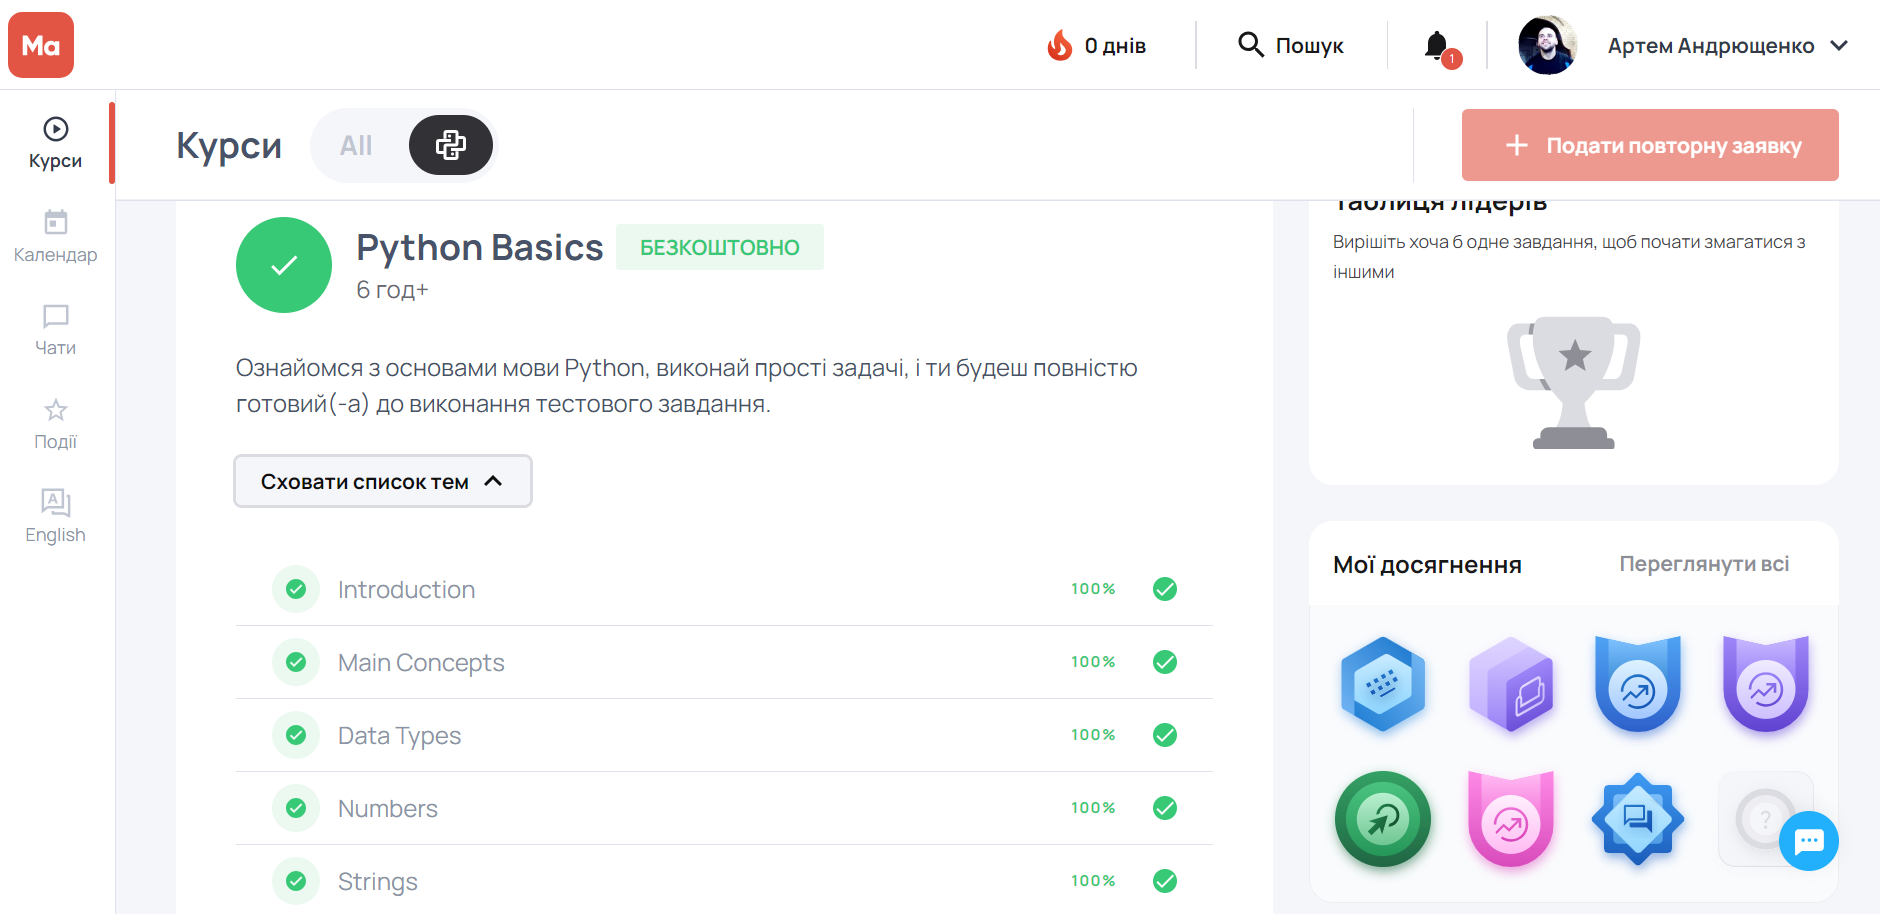 Ma
0 днів
Пошук
1
Артем Андрющенко
Курси
Календар
Чати
Події
English
Курси
All
Подати повторну заявку
Python Basics
БЕЗКОШТОВНО
6 год+
Ознайомся з основами мови Python, виконай прості задачі, і ти будеш повністю
готовий(-а) до виконання тестового завдання.
Сховати список тем
Introduction
100%
Main Concepts
100%
Data Types
100%
Numbers
100%
Strings
100%
Таблиця лідерів
Вирішіть хоча б одне завдання, щоб почати змагатися з
іншими
Мої досягнення
Переглянути всі
?